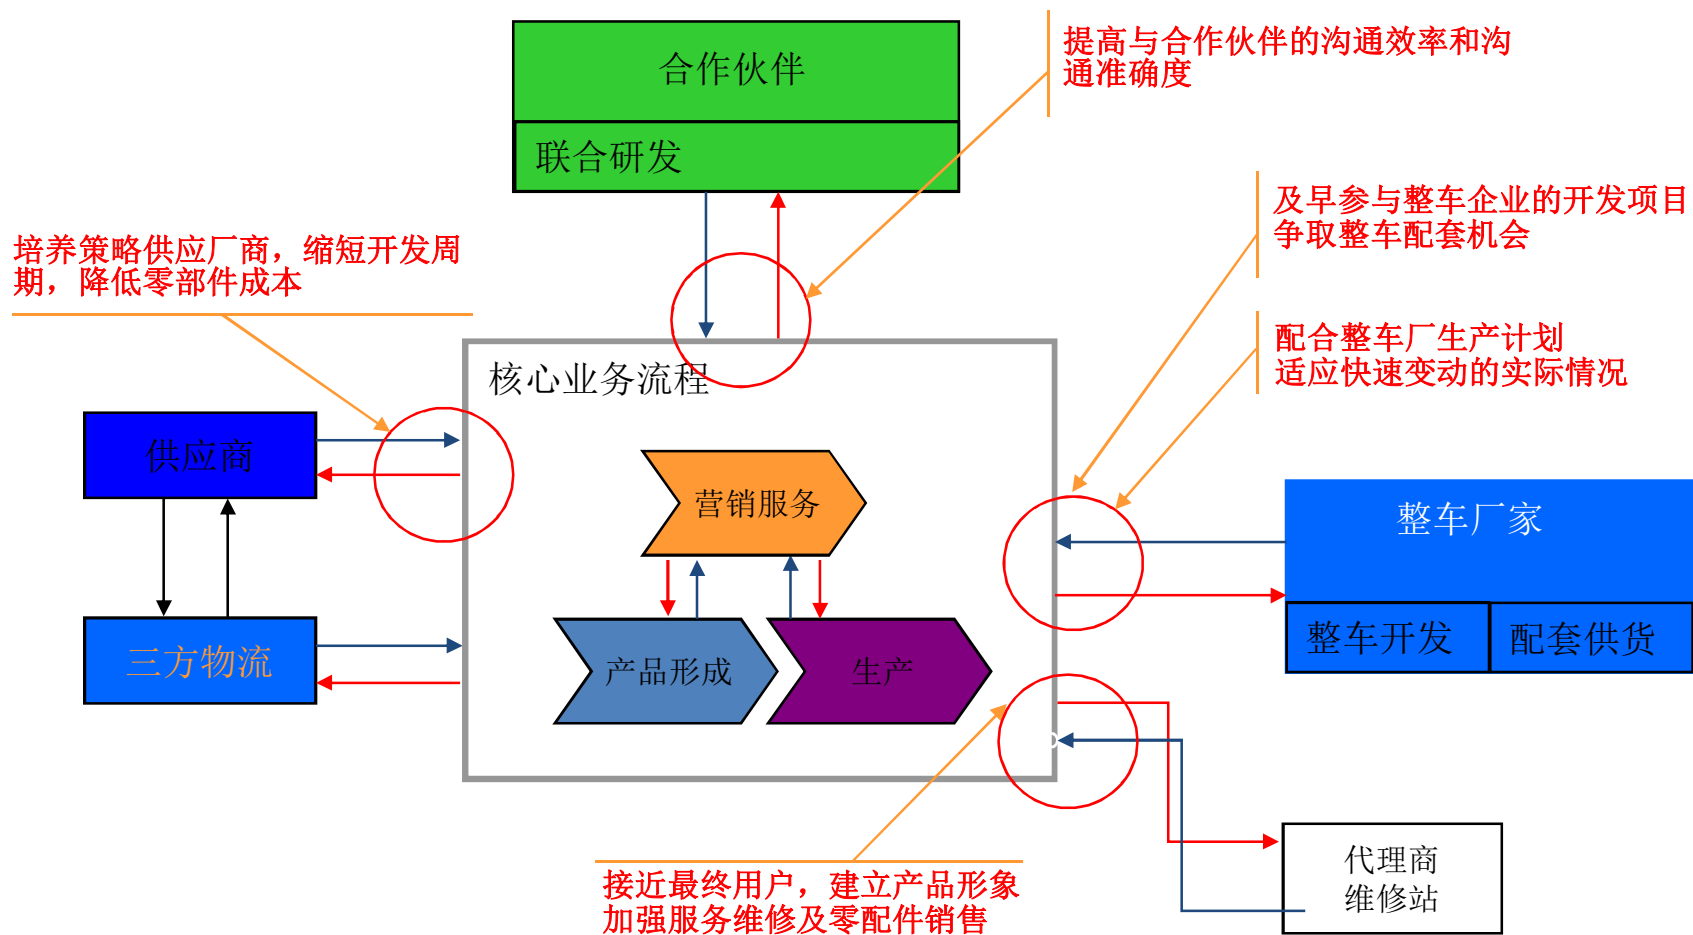 合作伙伴
联合研发
提高与合作伙伴的沟通效率和沟
通准确度
及早参与整车企业的开发项目
争取整车配套机会
培养策略供应厂商，缩短开发周
期，降低零部件成本
配合整车厂生产计划
适应快速变动的实际情况
核心业务流程
供应商
营销服务
整车厂家
整车开发
配套供货
三方物流
产品形成
生产
代理商
维修站
接近最终用户，建立产品形象
加强服务维修及零配件销售